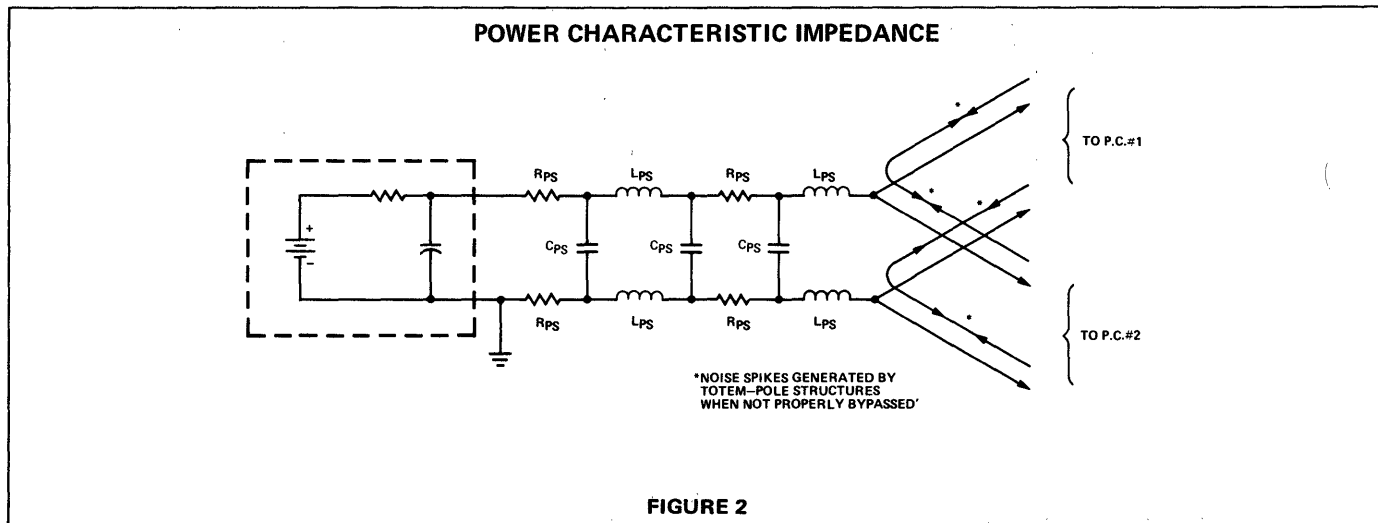 POWER CHARACTERISTIC IMPEDANCE
*
TO P.C.#1
RPS LPS RPS LPS
* *
+
CPS CPS CPS
-
RPS LPS RPS LPS
*
TO P.C.#2
*NOISE SPIKES GENERATED BY
TOTEM-POLE STRUCTURES
WHEN NOT PROPERLY BYPASSED'
FIGURE 2